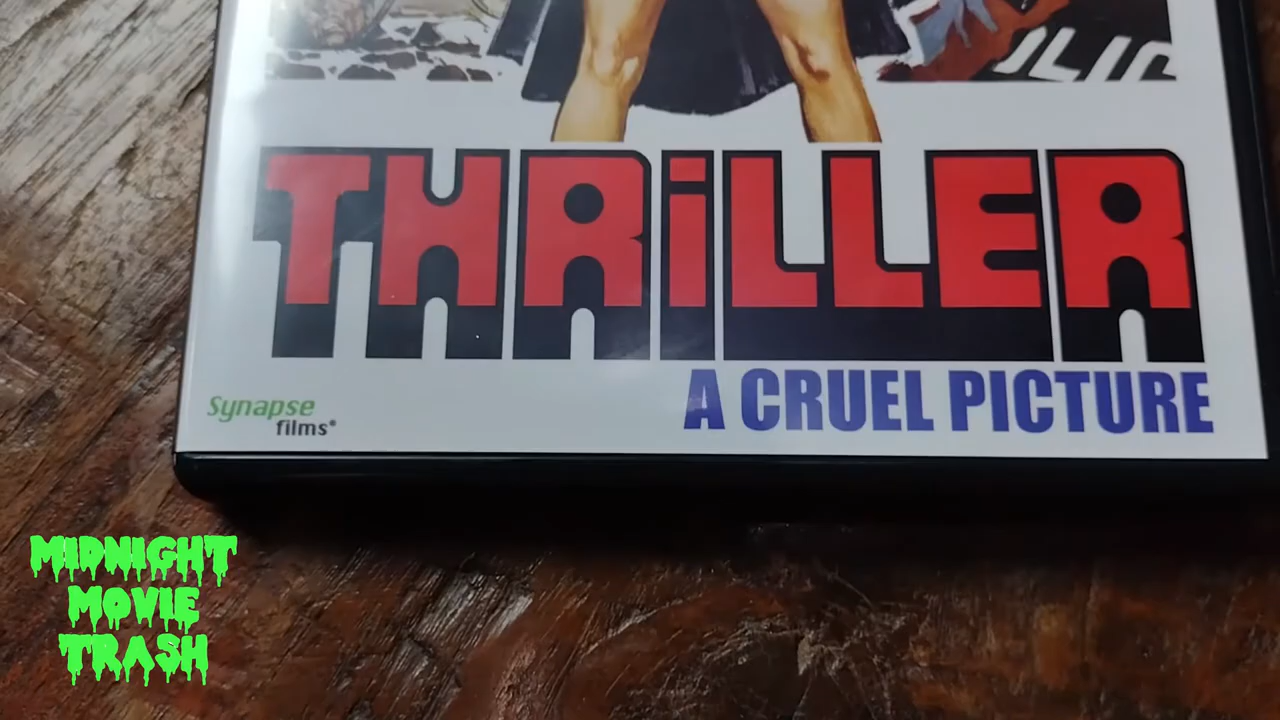 THRiLLER
A CRUEL PICTURE
Synapse
films®
MIDNIGHT
MOVIE
TRASH